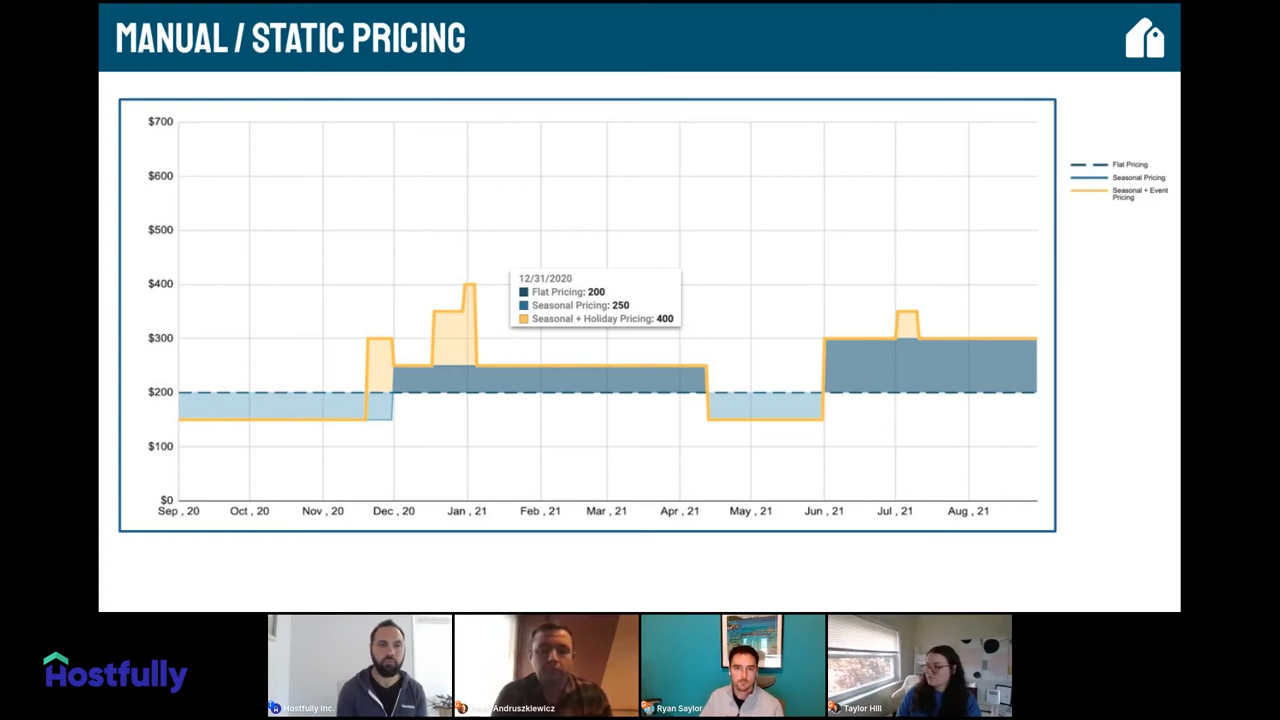 MANUAL / STATIC PRICING
$700
$600
$500
$400
$300
$200
$100
$0
Sep , 20
Oct , 20
Nov , 20
Dec , 20
Jan , 21
Feb , 21
Mar , 21
Apr , 21
May , 21
Jun , 21
Jul , 21
Aug , 21
12/31/2020
Flat Pricing: 200
Seasonal Pricing: 250
Seasonal + Holiday Pricing: 400
Flat Pricing
Seasonal Pricing
Seasonal + Event
Pricing
Hostfully
Hostfully Inc.
Andruszkiewicz
Ryan Saylor
Taylor Hill